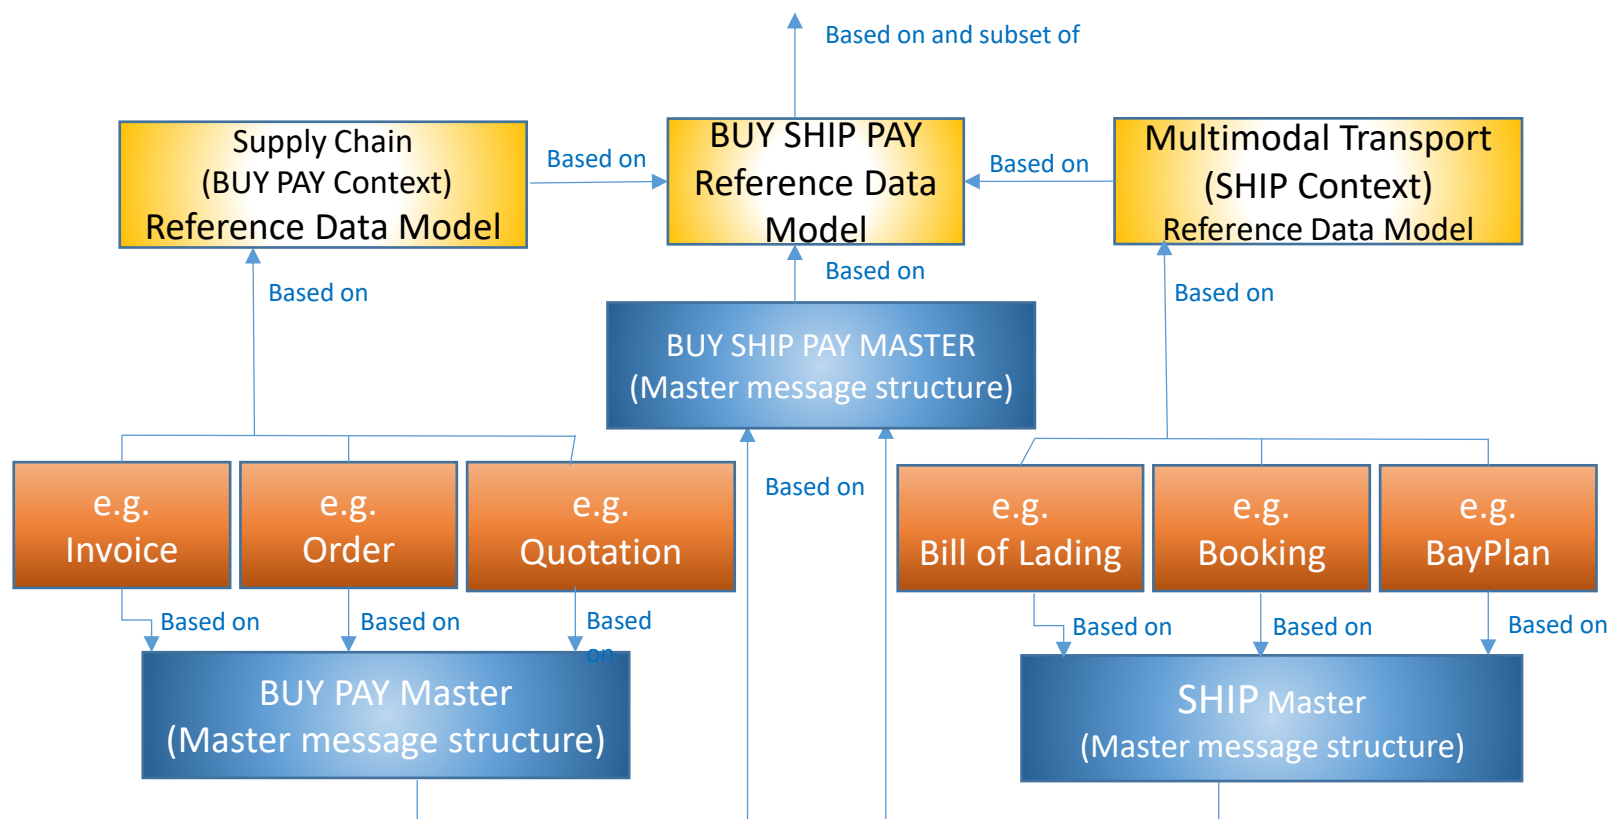 Based on and subset of
Supply Chain
(BUY PAY Context)
Reference Data Model
Based on
BUY SHIP PAY
Reference Data
Model
Based on
Multimodal Transport
(SHIP Context)
Reference Data Model
Based on
Based on
Based on
BUY SHIP PAY MASTER
(Master message structure)
e.g.
Invoice
e.g.
Order
e.g.
Quotation
Based on
e.g.
Bill of Lading
e.g.
Booking
e.g.
BayPlan
Based on
Based on
Based
on
Based on
Based on
Based on
BUY PAY Master
(Master message structure)
SHIP Master
(Master message structure)